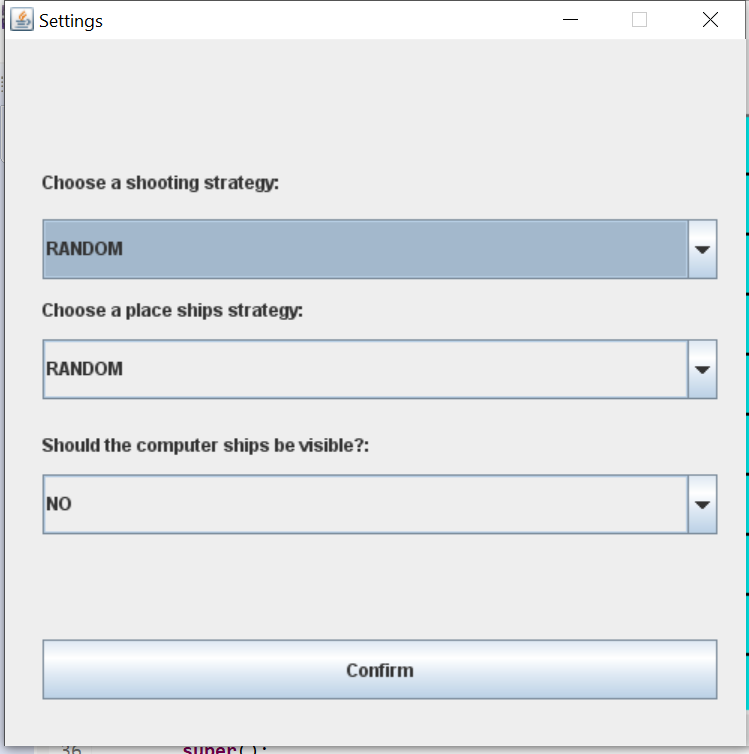 Settings
Choose a shooting strategy:
RANDOM
Choose a place ships strategy:
RANDOM
Should the computer ships be visible?:
NO
Confirm
36 super();